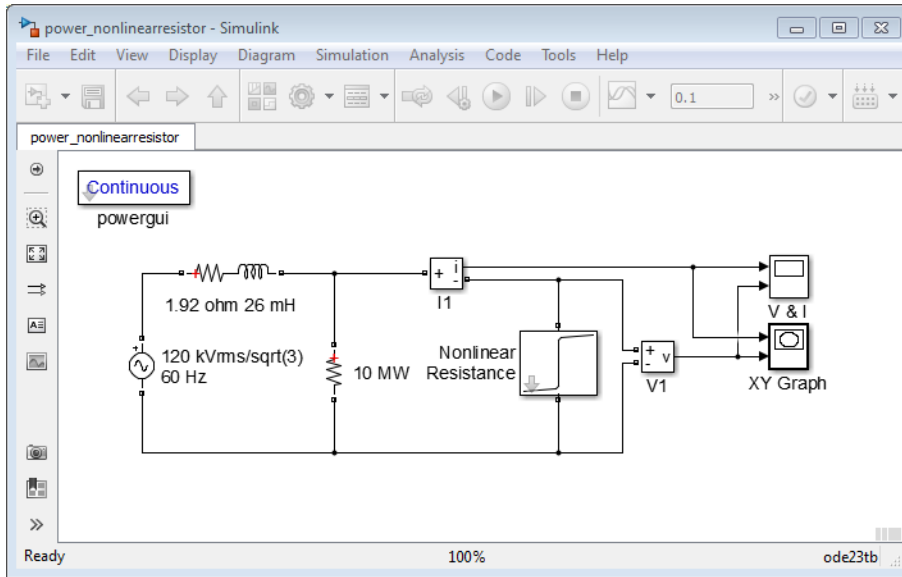 power_nonlinearresistor - Simulink
File Edit View Display Diagram Simulation Analysis Code Tools Help
0.1 »
power_nonlinearresistor
Continuous
powergui
1.92 ohm 26 mH
+ i
-
I1
V & I
120 kVrms/sqrt(3)
60 Hz
+
10 MW
Nonlinear
Resistance
+ v
-
V1
XY Graph
»
Ready 100% ode23tb